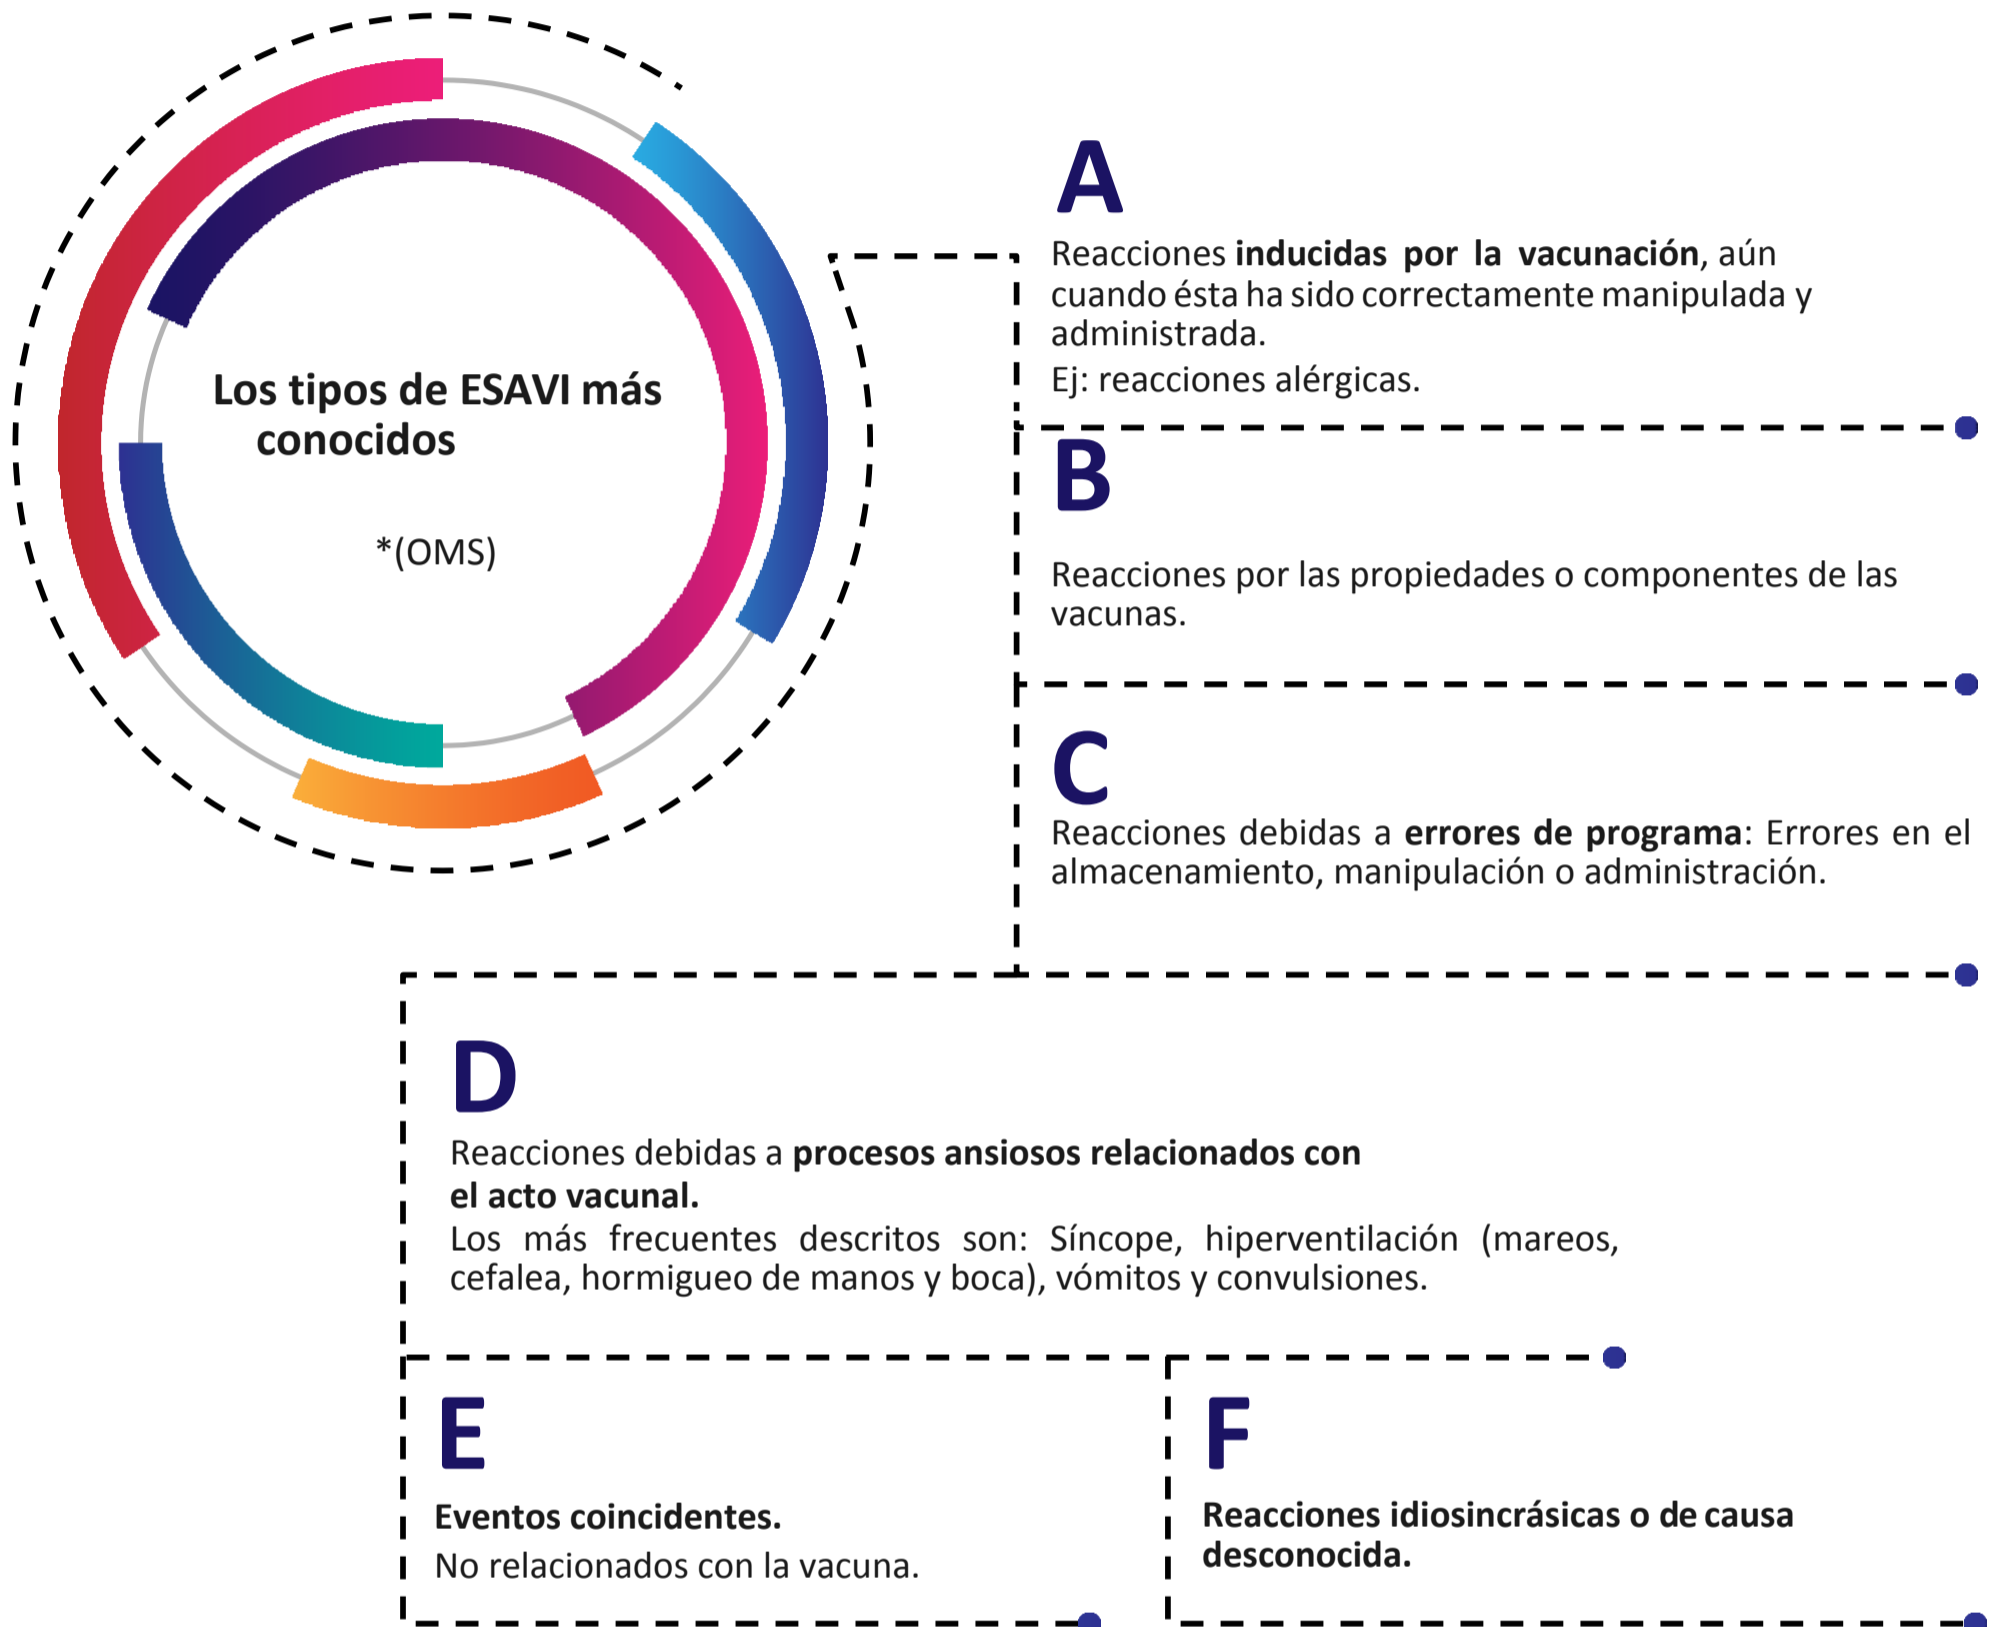 Los tipos de ESAVI más
conocidos
*(OMS)
A
Reacciones inducidas por la vacunación, aún
cuando ésta ha sido correctamente manipulada y
administrada.
Ej: reacciones alérgicas.
B
Reacciones por las propiedades o componentes de las
vacunas.
C
Reacciones debidas a errores de programa: Errores en el
almacenamiento, manipulación o administración.
D
Reacciones debidas a procesos ansiosos relacionados con
el acto vacunal.
Los más frecuentes descritos son: Síncope, hiperventilación (mareos,
cefalea, hormigueo de manos y boca), vómitos y convulsiones.
E
Eventos coincidentes.
No relacionados con la vacuna.
F
Reacciones idiosincrásicas o de causa
desconocida.